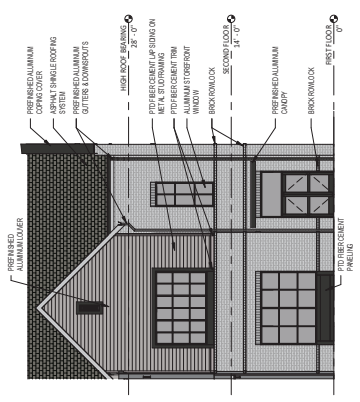 PREFINISHED ALUMINUM
COPING COVER
ASPHALT SHINGLE ROOFING
SYSTEM
PREFINISHED ALUMINUM
GUTTERS & DOWNSPOUTS
HIGH ROOF BEARING
28' - 0"
PTD FIBER CEMENT LAP SIDING ON
METAL STUD FRAMING
PTD FIBER CEMENT TRIM
ALUMINUM STOREFRONT
WINDOW
BRICK ROWLOCK
SECOND FLOOR
14' - 0"
PREFINISHED ALUMINUM
CANOPY
BRICK ROWLOCK
FIRST FLOOR
0"
PREFINISHED
ALUMINUM LOUVER
PTD FIBER CEMENT
PANELING